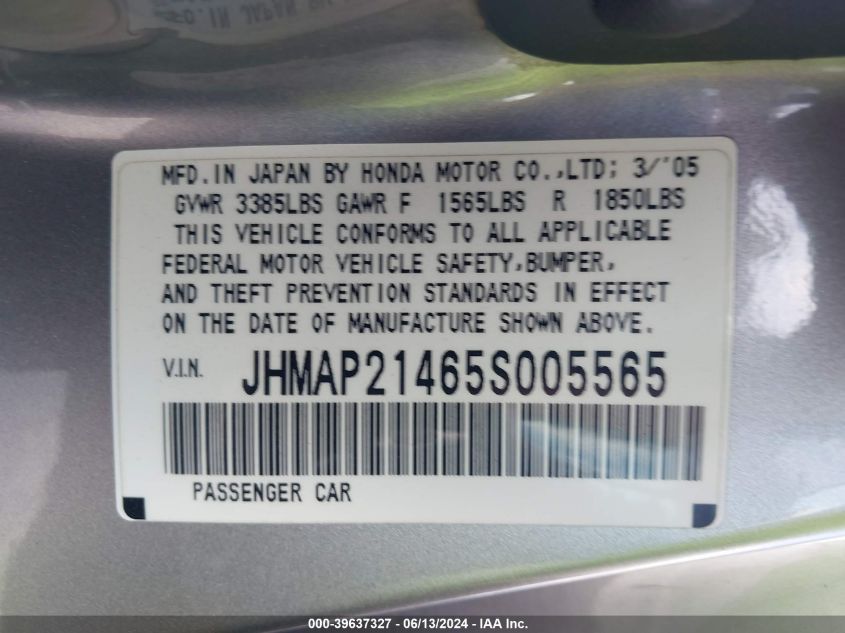 MFD.IN JAPAN BY HONDA MOTOR CO.,LTD; 3/'05
GVWR 3385LBS GAWR F 1565LBS R 1850LBS
THIS VEHICLE CONFORMS TO ALL APPLICABLE
FEDERAL MOTOR VEHICLE SAFETY,BUMPER,
AND THEFT PREVENTION STANDARDS IN EFFECT
ON THE DATE OF MANUFACTURE SHOWN ABOVE.
V.I.N. JHMAP21465S005565
PASSENGER CAR
000-39637327 - 06/13/2024 - IAA Inc.